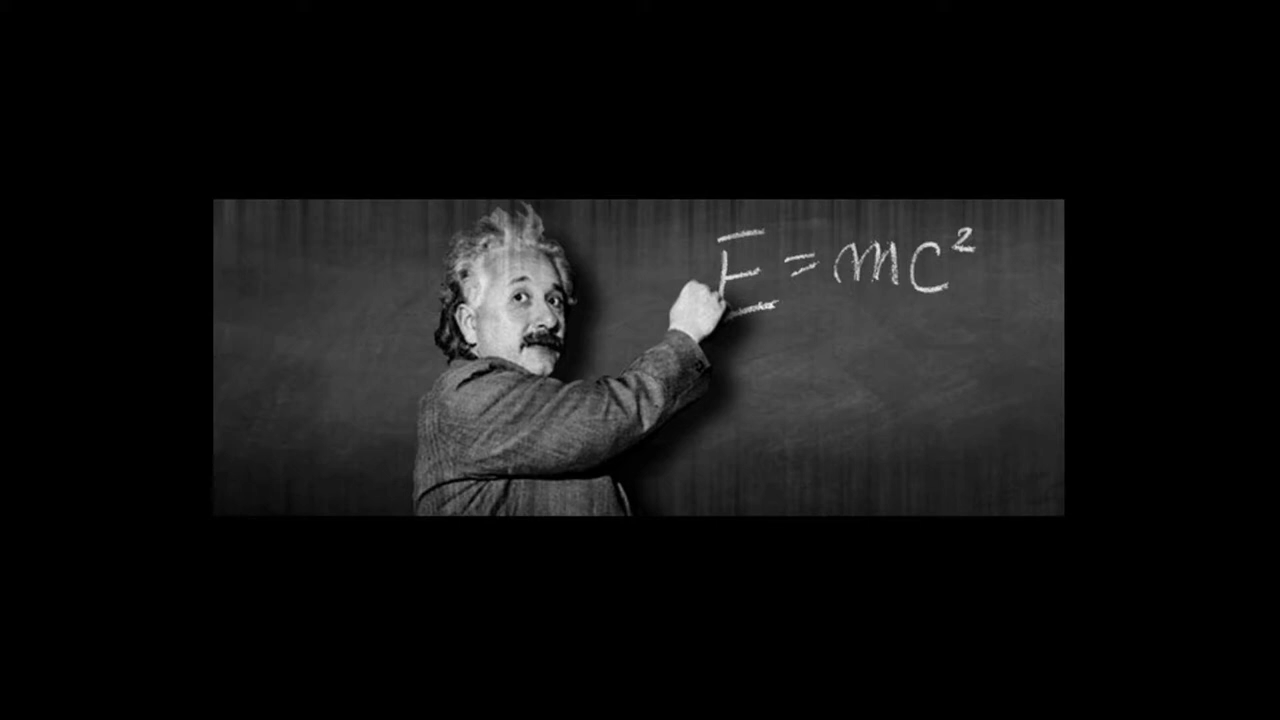 E = mc²